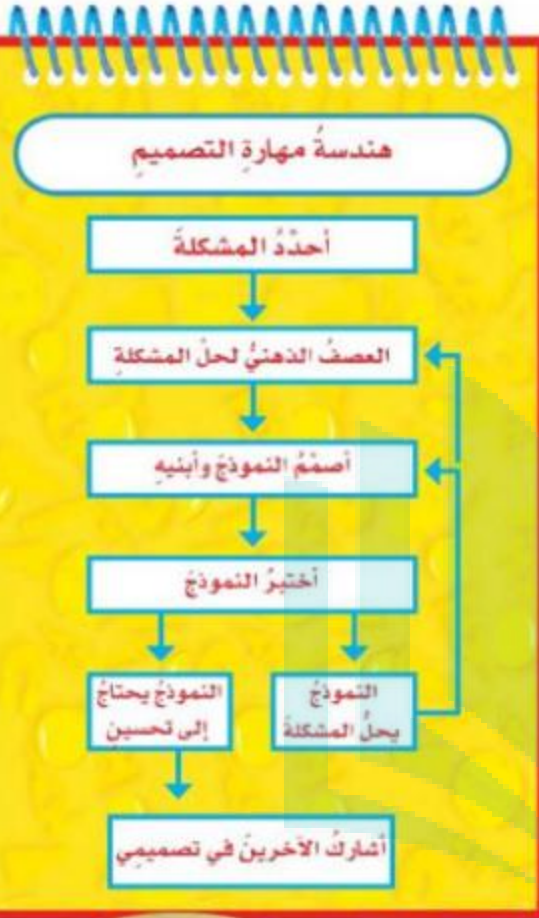 هندسةُ مهارةِ التصميمِ
أحدِّدُ المشكلةَ
العصفُ الذهنيُّ لحلِّ المشكلةِ
أصمِّمُ النموذجَ وأبنيهِ
أختبرُ النموذجَ
النموذجُ
يحلُّ المشكلةَ
النموذجُ يحتاجُ
إلى تحسينٍ
أشاركُ الآخرينَ في تصميمِي